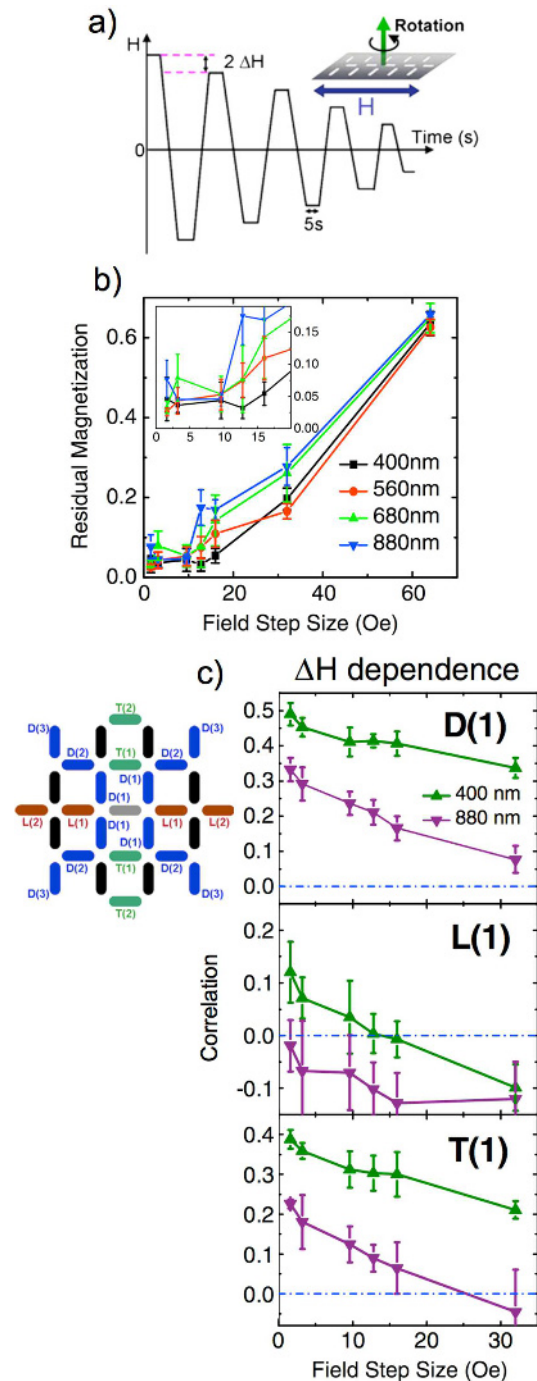 a)
H
2 ΔH
Rotation
H
Time (s)
0
5s
b)
Residual Magnetization
0.6
0.4
0.2
0.0
0.15
0.10
0.05
0.00
0 5 10 15
400nm
560nm
680nm
880nm
0 20 40 60
Field Step Size (Oe)
c)
ΔH dependence
T(2)
D(3) D(3)
D(2) T(1) D(2)
D(1)
D(1)
L(2) L(1) L(1) L(2)
D(1)
D(1)
D(2) T(1) D(2)
D(3) D(3)
T(2)
Correlation
D(1)
0.5
0.4
0.3
0.2
0.1
0.0
400 nm
880 nm
L(1)
0.2
0.1
0.0
-0.1
T(1)
0.4
0.3
0.2
0.1
0.0
0 10 20 30
Field Step Size (Oe)